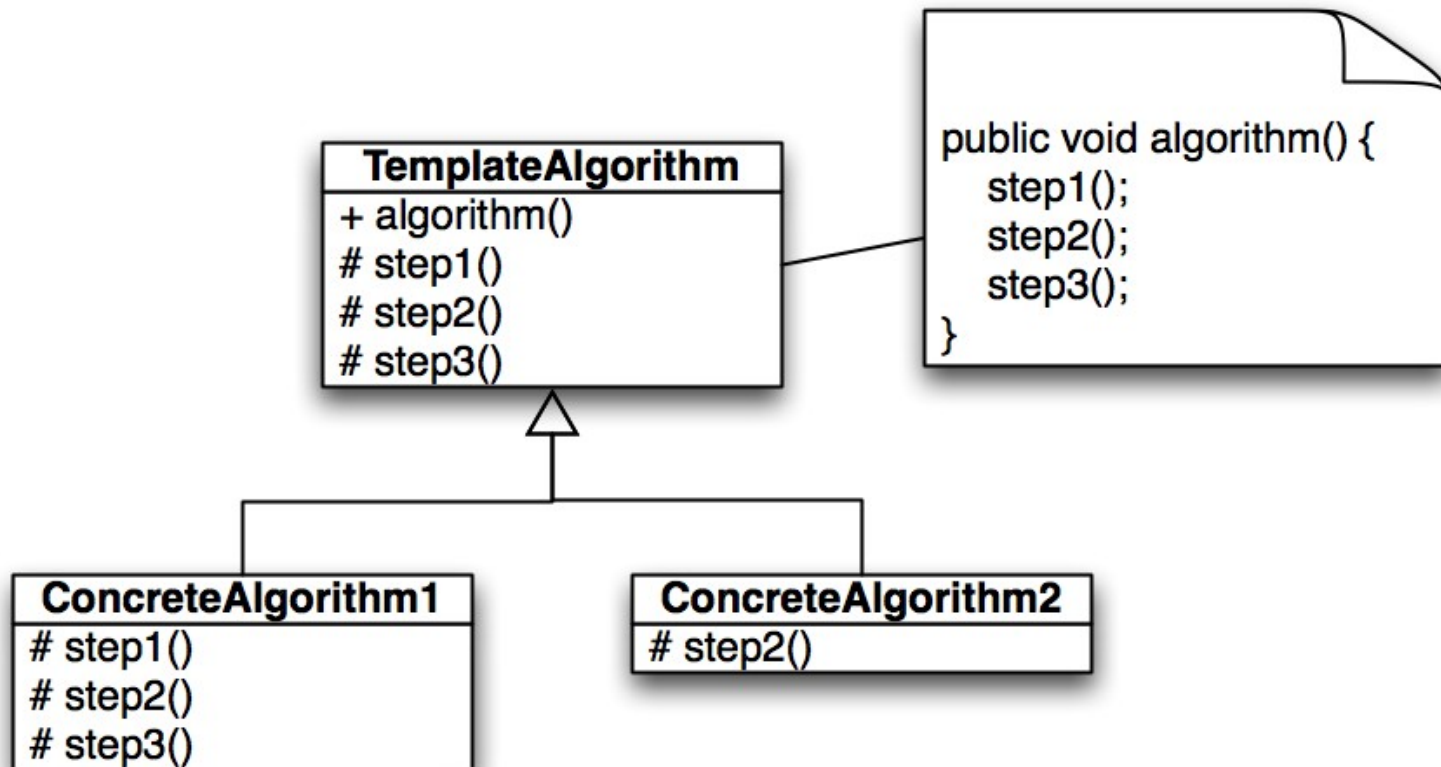 TemplateAlgorithm
+ algorithm()
# step1()
# step2()
# step3()
public void algorithm() {
step1();
step2();
step3();
}
ConcreteAlgorithm1
# step1()
# step2()
# step3()
ConcreteAlgorithm2
# step2()